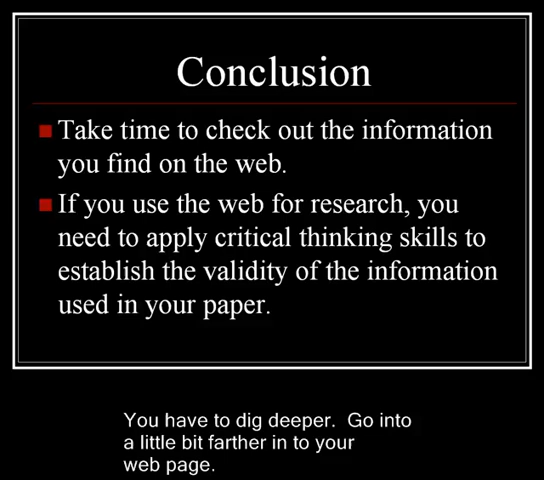 Conclusion
Take time to check out the information
you find on the web.
If you use the web for research, you
need to apply critical thinking skills to
establish the validity of the information
used in your paper.
You have to dig deeper.  Go into
a little bit farther in to your
web page.